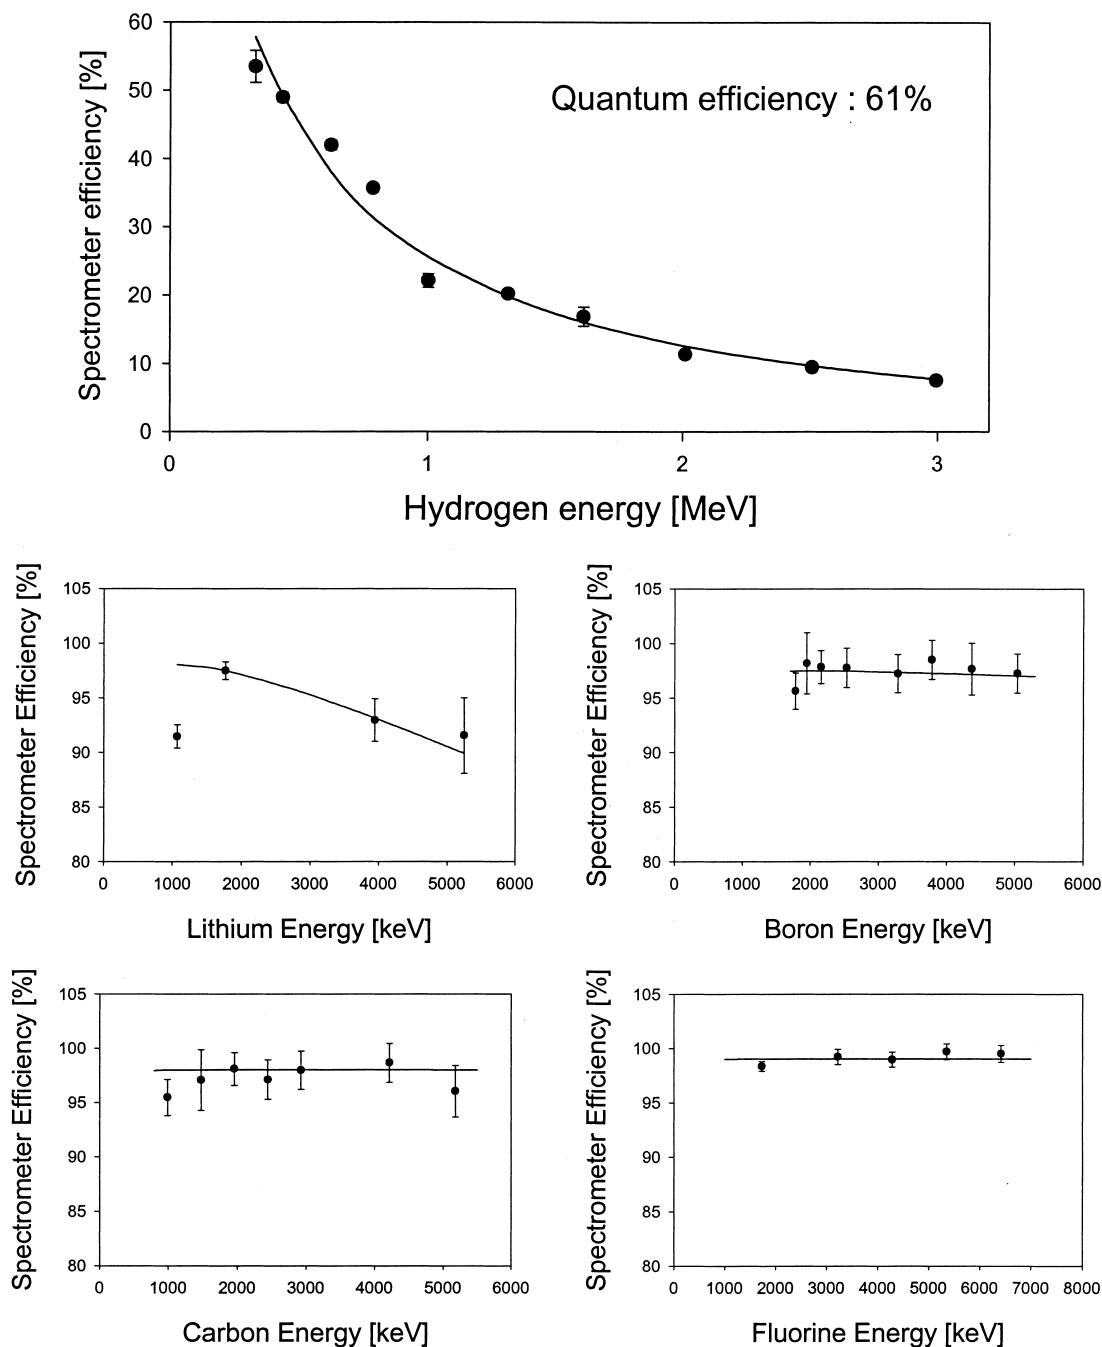 60
50
40
30
20
10
0
Spectrometer efficiency [%]
Quantum efficiency : 61%
0 1 2 3
Hydrogen energy [MeV]
105
100
95
90
85
80
Spectrometer Efficiency [%]
0 1000 2000 3000 4000 5000 6000
Lithium Energy [keV]
105
100
95
90
85
80
Spectrometer Efficiency [%]
0 1000 2000 3000 4000 5000 6000
Boron Energy [keV]
105
100
95
90
85
80
Spectrometer Efficiency [%]
0 1000 2000 3000 4000 5000 6000
Carbon Energy [keV]
105
100
95
90
85
80
Spectrometer Efficiency [%]
0 1000 2000 3000 4000 5000 6000 7000 8000
Fluorine Energy [keV]